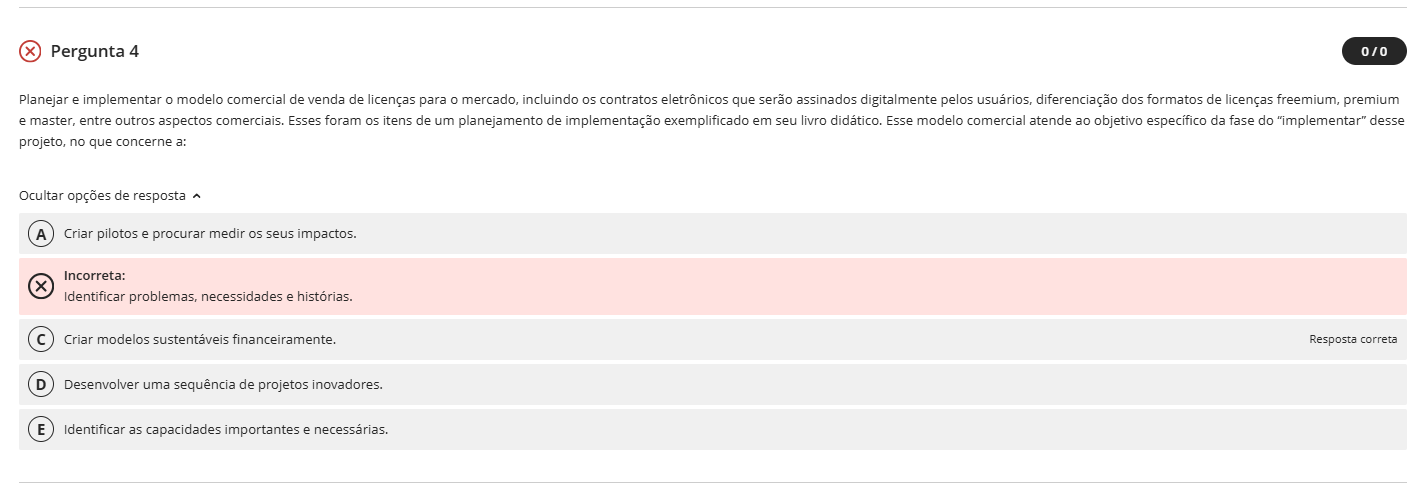 Pergunta 4
0 / 0
Planejar e implementar o modelo comercial de venda de licenças para o mercado, incluindo os contratos eletrônicos que serão assinados digitalmente pelos usuários, diferenciação dos formatos de licenças freemium, premium
e master, entre outros aspectos comerciais. Esses foram os itens de um planejamento de implementação exemplificado em seu livro didático. Esse modelo comercial atende ao objetivo específico da fase do “implementar” desse
projeto, no que concerne a:
Ocultar opções de resposta
A Criar pilotos e procurar medir os seus impactos.
Incorreta:
Identificar problemas, necessidades e histórias.
C Criar modelos sustentáveis financeiramente. Resposta correta
D Desenvolver uma sequência de projetos inovadores.
E Identificar as capacidades importantes e necessárias.